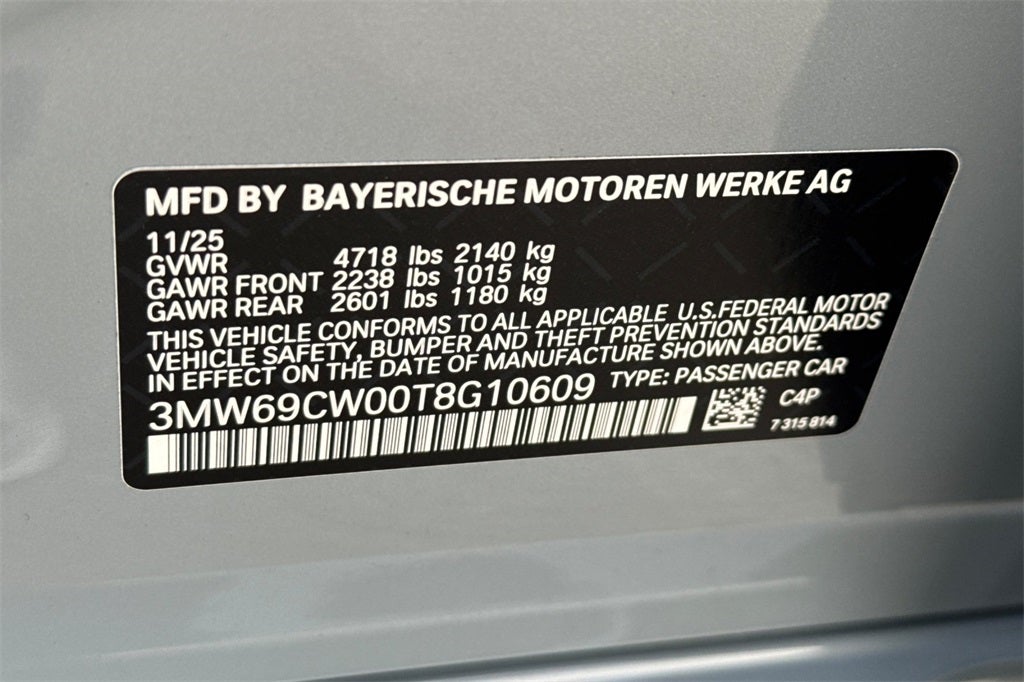 MFD BY BAYERISCHE MOTOREN WERKE AG
11/25
GVWR 4718 lbs 2140 kg
GAWR FRONT 2238 lbs 1015 kg
GAWR REAR 2601 lbs 1180 kg
THIS VEHICLE CONFORMS TO ALL APPLICABLE U.S.FEDERAL MOTOR
VEHICLE SAFETY, BUMPER AND THEFT PREVENTION STANDARDS
IN EFFECT ON THE DATE OF MANUFACTURE SHOWN ABOVE.
3MW69CW00T8G10609 TYPE: PASSENGER CAR
C4P
7 315 814